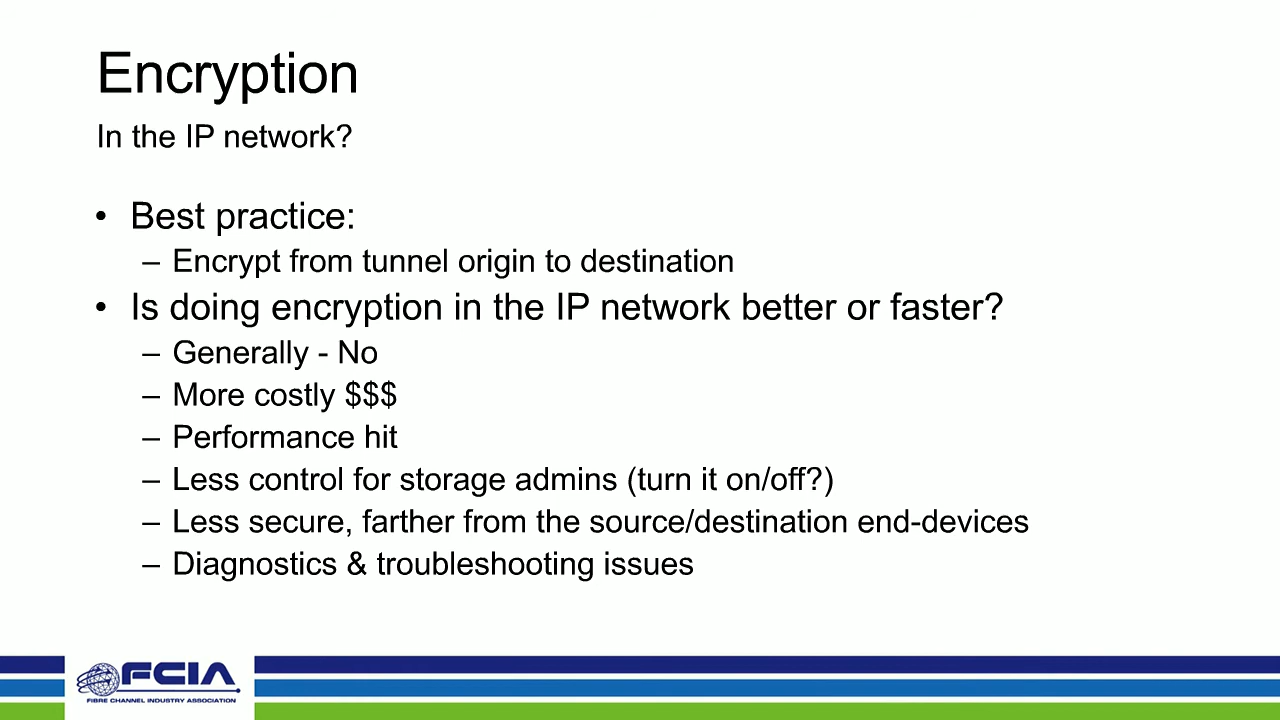 Encryption
In the IP network?
• Best practice:
– Encrypt from tunnel origin to destination
• Is doing encryption in the IP network better or faster?
– Generally - No
– More costly $$$
– Performance hit
– Less control for storage admins (turn it on/off?)
– Less secure, farther from the source/destination end-devices
– Diagnostics & troubleshooting issues
FCIA
FIBRE CHANNEL INDUSTRY ASSOCIATION